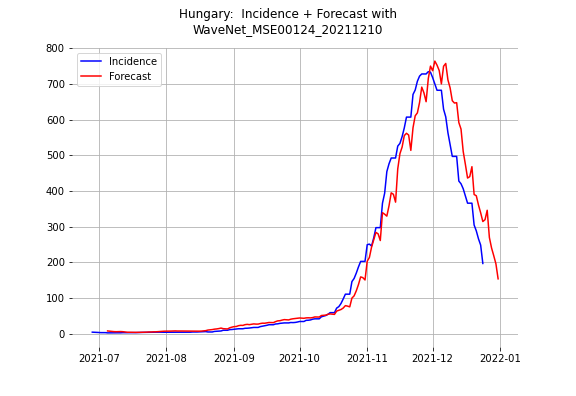 Hungary:  Incidence + Forecast with
WaveNet_MSE00124_20211210
800
Incidence
Forecast
700
600
500
400
300
200
100
0
2021-07 2021-08 2021-09 2021-10 2021-11 2021-12 2022-01